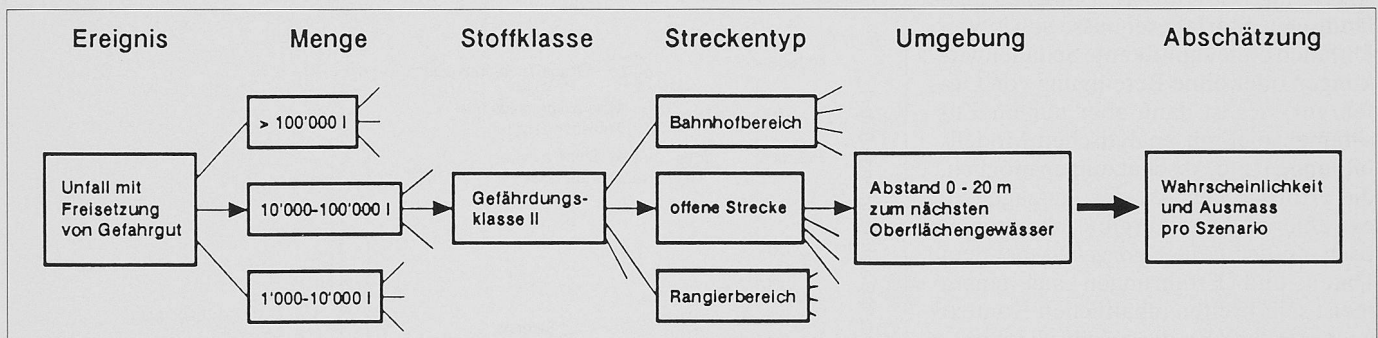 Ereignis
Menge
Stoffklasse
Streckentyp
Umgebung
Abschätzung
Unfall mit
Freisetzung
von Gefahrgut
> 100'000 l
10'000-100'000 l
1'000-10'000 l
Gefährdungs-
klasse II
Bahnhofbereich
offene Strecke
Rangierbereich
Abstand 0 - 20 m
zum nächsten
Oberflächengewässer
Wahrscheinlichkeit
und Ausmass
pro Szenario